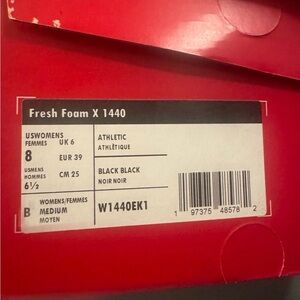 Fresh Foam X 1440
USWOMENS
FEMMES
8
UK 6
EUR 39
USMENS
HOMMES
6½
CM 25
ATHLETIC
ATHLÉTIQUE
BLACK BLACK
NOIR NOIR
B
WOMENS/FEMMES
MEDIUM
MOYEN
W1440EK1
1 97375 48578 2